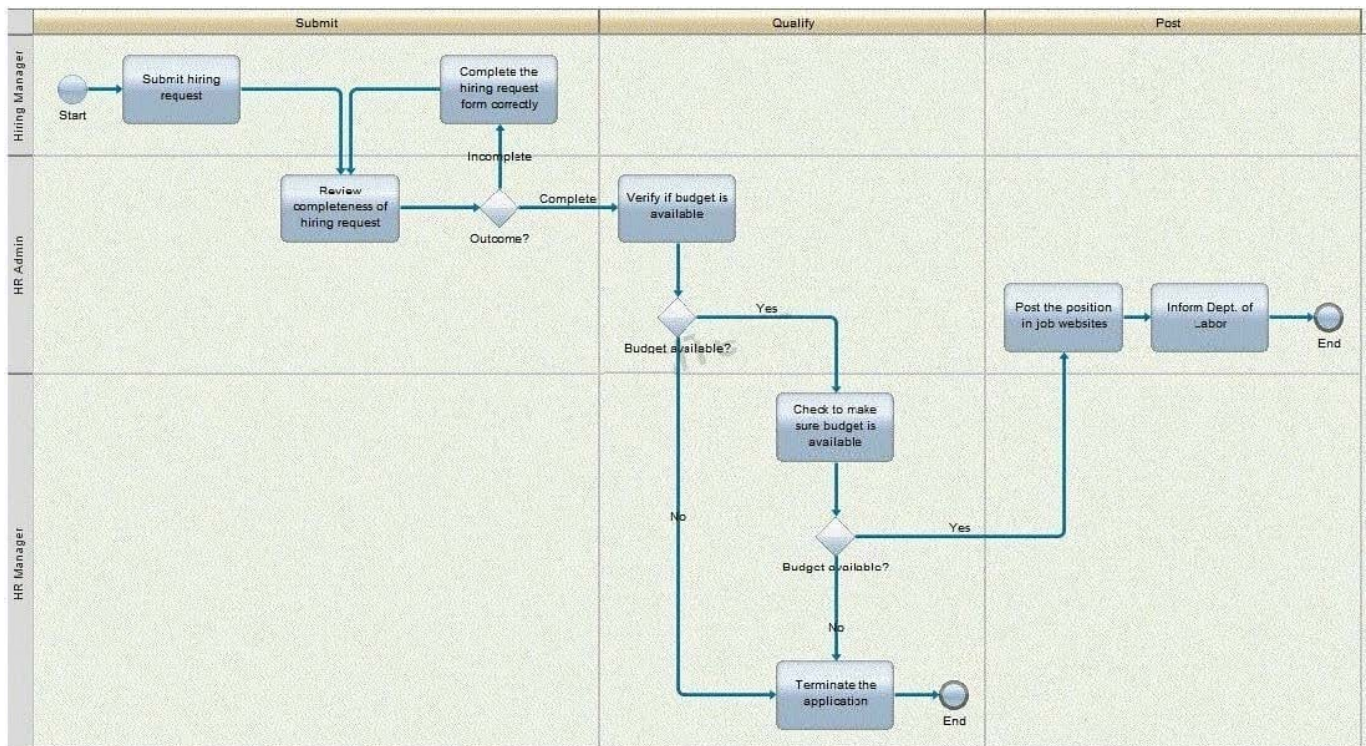 Submit
Qualify
Post
Hiring Manager
Start
Submit hiring
request
Complete the
hiring request
form correctly
Incomplete
HR Admin
Review
completeness of
hiring request
Outcome?
Complete
Verify if budget is
available
Budget available?
Yes
Post the position
in job websites
Inform Dept. of
Labor
End
HR Manager
Check to make
sure budget is
available
No
Budget available?
Yes
No
Terminate the
application
End